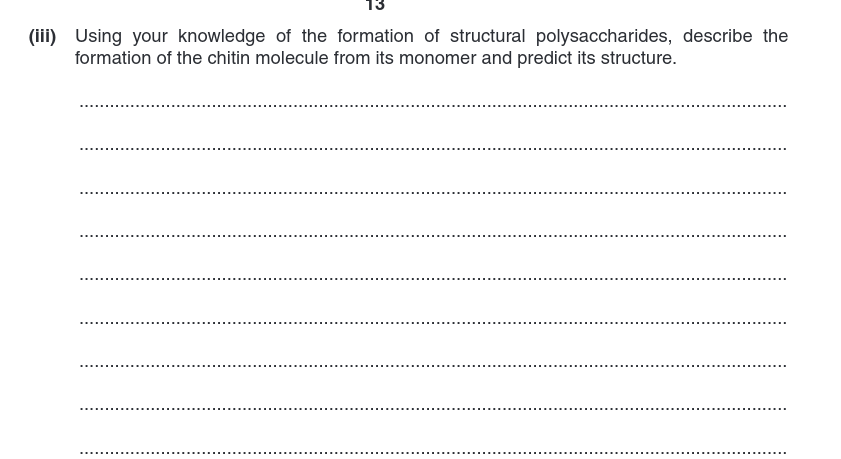 13
(iii) Using your knowledge of the formation of structural polysaccharides, describe the
formation of the chitin molecule from its monomer and predict its structure.